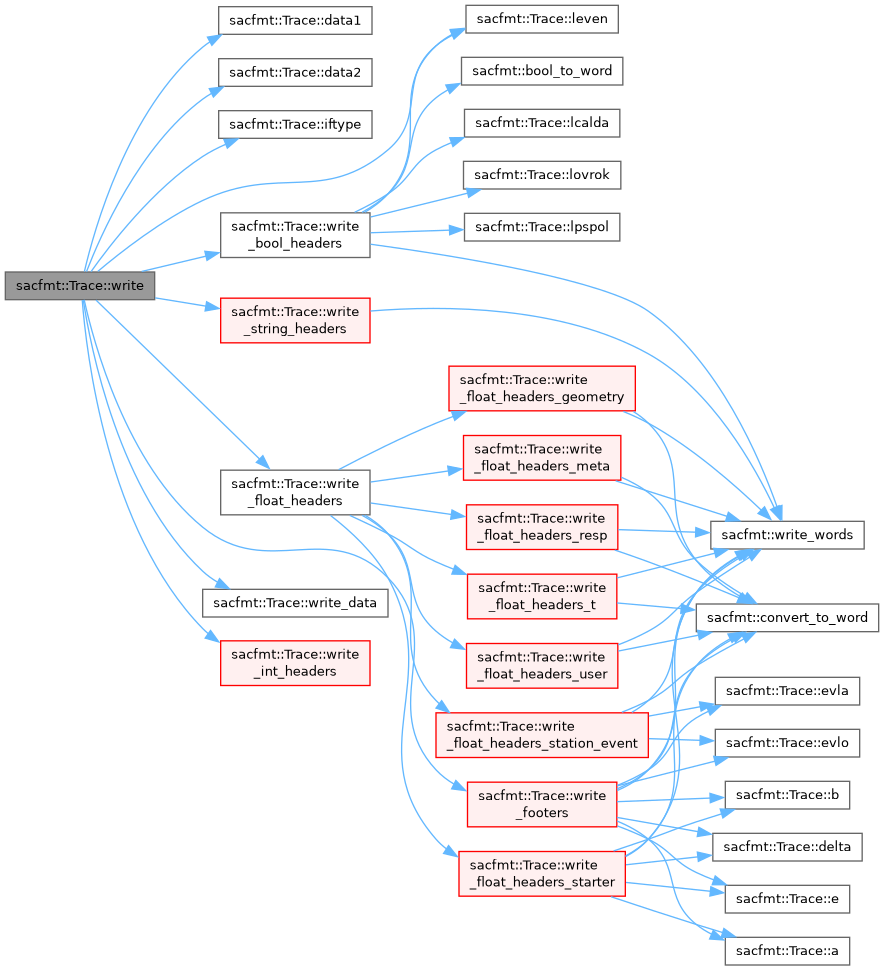 sacfmt::Trace::write
sacfmt::Trace::data1
sacfmt::Trace::data2
sacfmt::Trace::iftype
sacfmt::Trace::write
_bool_headers
sacfmt::Trace::write
_string_headers
sacfmt::Trace::write
_float_headers
sacfmt::Trace::write_data
sacfmt::Trace::write
_int_headers
sacfmt::Trace::leven
sacfmt::bool_to_word
sacfmt::Trace::lcalda
sacfmt::Trace::lovrok
sacfmt::Trace::lpspol
sacfmt::Trace::write
_float_headers_geometry
sacfmt::Trace::write
_float_headers_meta
sacfmt::Trace::write
_float_headers_resp
sacfmt::Trace::write
_float_headers_t
sacfmt::Trace::write
_float_headers_user
sacfmt::Trace::write
_float_headers_station_event
sacfmt::Trace::write
_footers
sacfmt::Trace::write
_float_headers_starter
sacfmt::write_words
sacfmt::convert_to_word
sacfmt::Trace::evla
sacfmt::Trace::evlo
sacfmt::Trace::b
sacfmt::Trace::delta
sacfmt::Trace::e
sacfmt::Trace::a